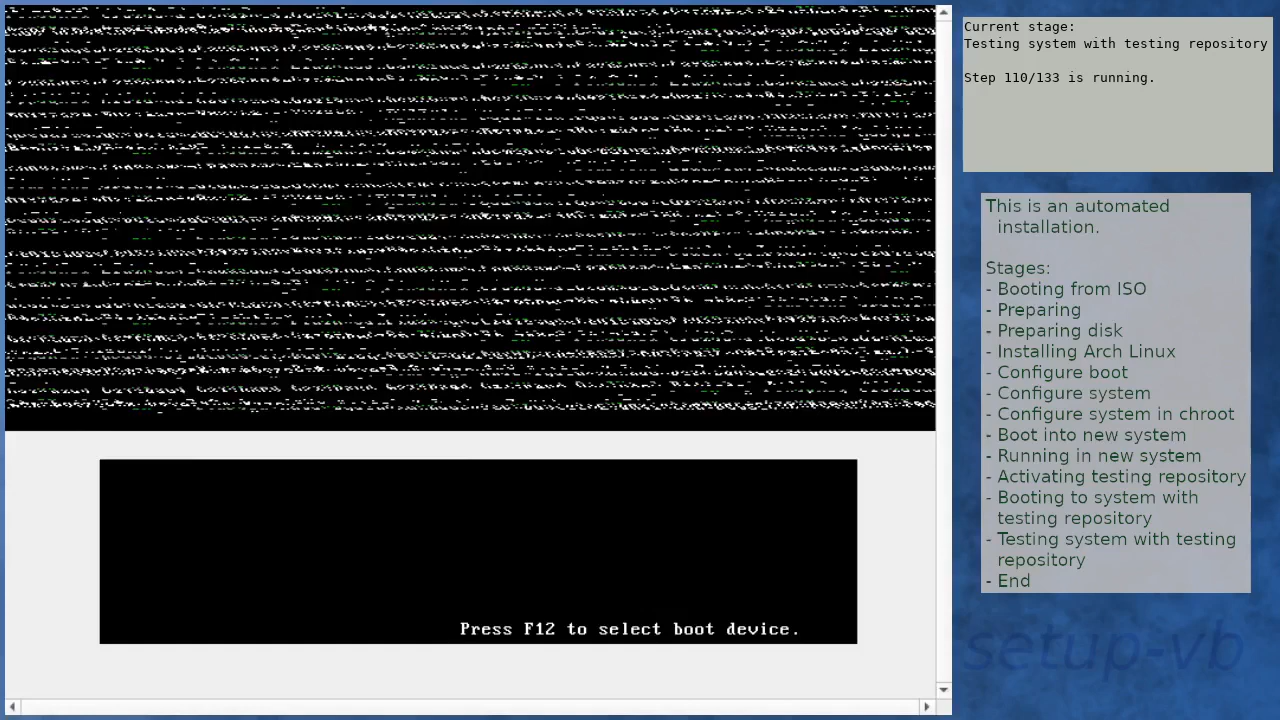 Current stage:
Testing system with testing repository
Step 110/133 is running.
This is an automated
installation.
Stages:
- Booting from ISO
- Preparing
- Preparing disk
- Installing Arch Linux
- Configure boot
- Configure system
- Configure system in chroot
- Boot into new system
- Running in new system
- Activating testing repository
- Booting to system with
testing repository
- Testing system with testing
repository
- End
Press F12 to select boot device.
setup-vb